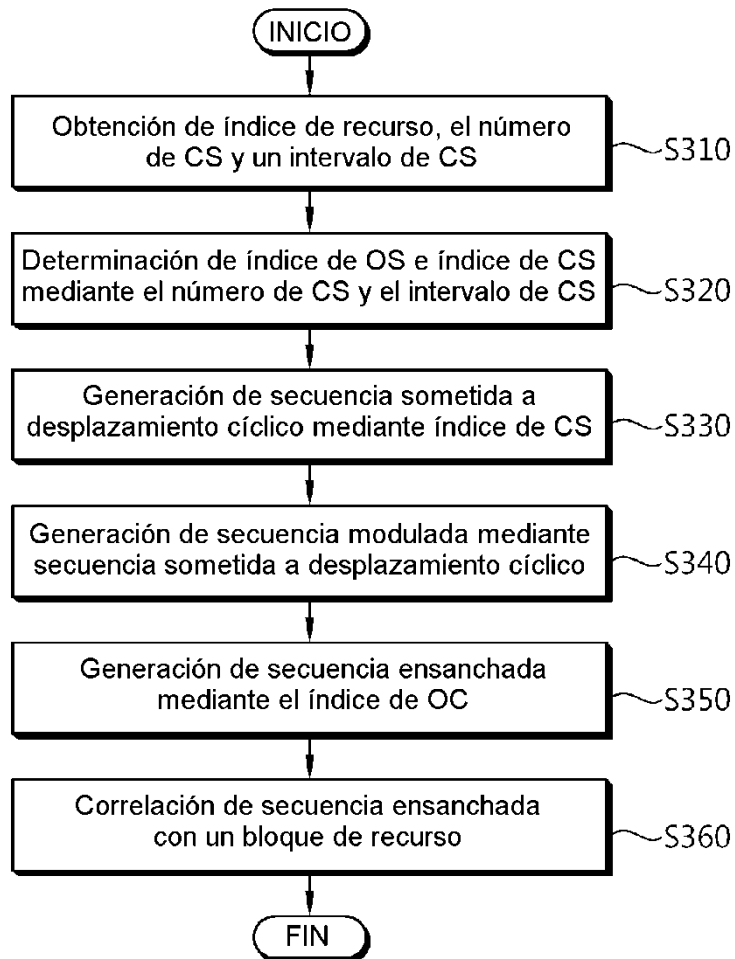 INICIO
Obtención de índice de recurso, el número
de CS y un intervalo de CS
S310
Determinación de índice de OS e índice de CS
mediante el número de CS y el intervalo de CS
S320
Generación de secuencia sometida a
desplazamiento cíclico mediante índice de CS
S330
Generación de secuencia modulada mediante
secuencia sometida a desplazamiento cíclico
S340
Generación de secuencia ensanchada
mediante el índice de OC
S350
Correlación de secuencia ensanchada
con un bloque de recurso
S360
FIN